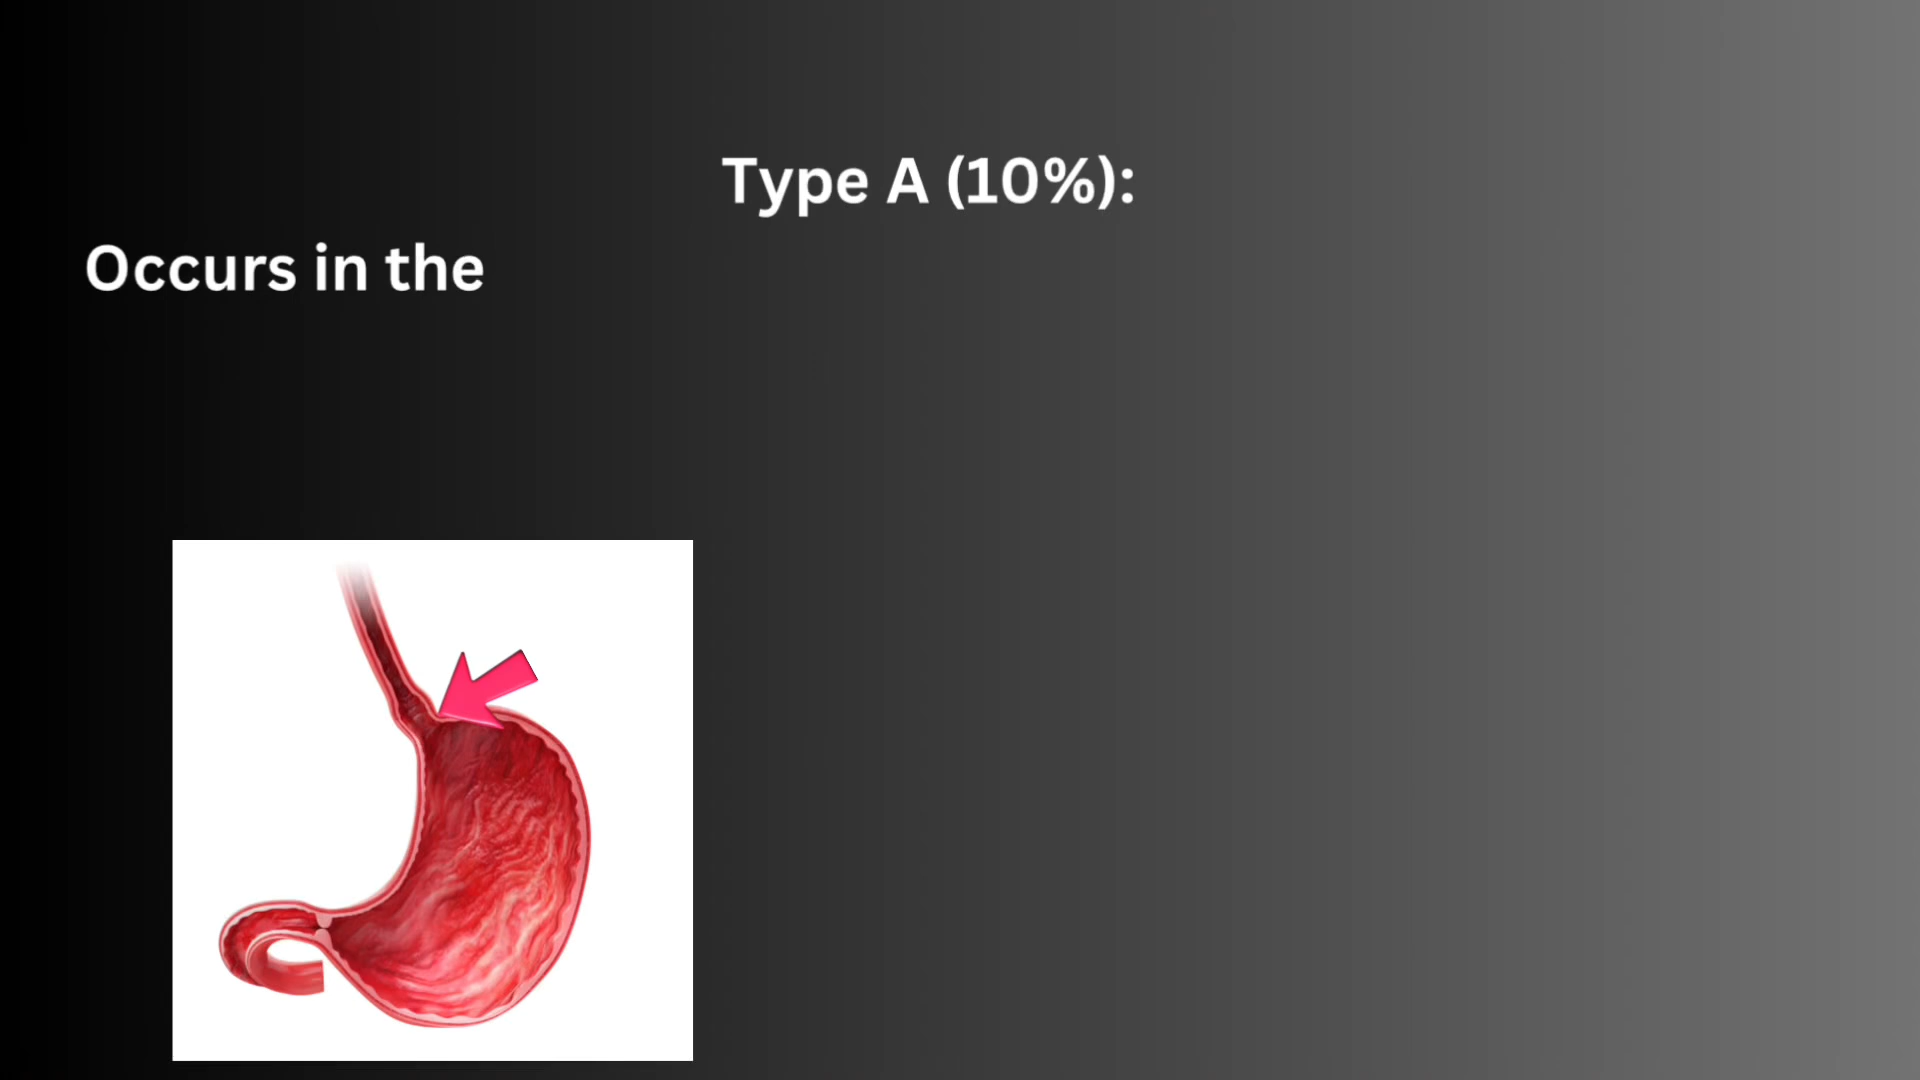 Type A (10%):
Occurs in the